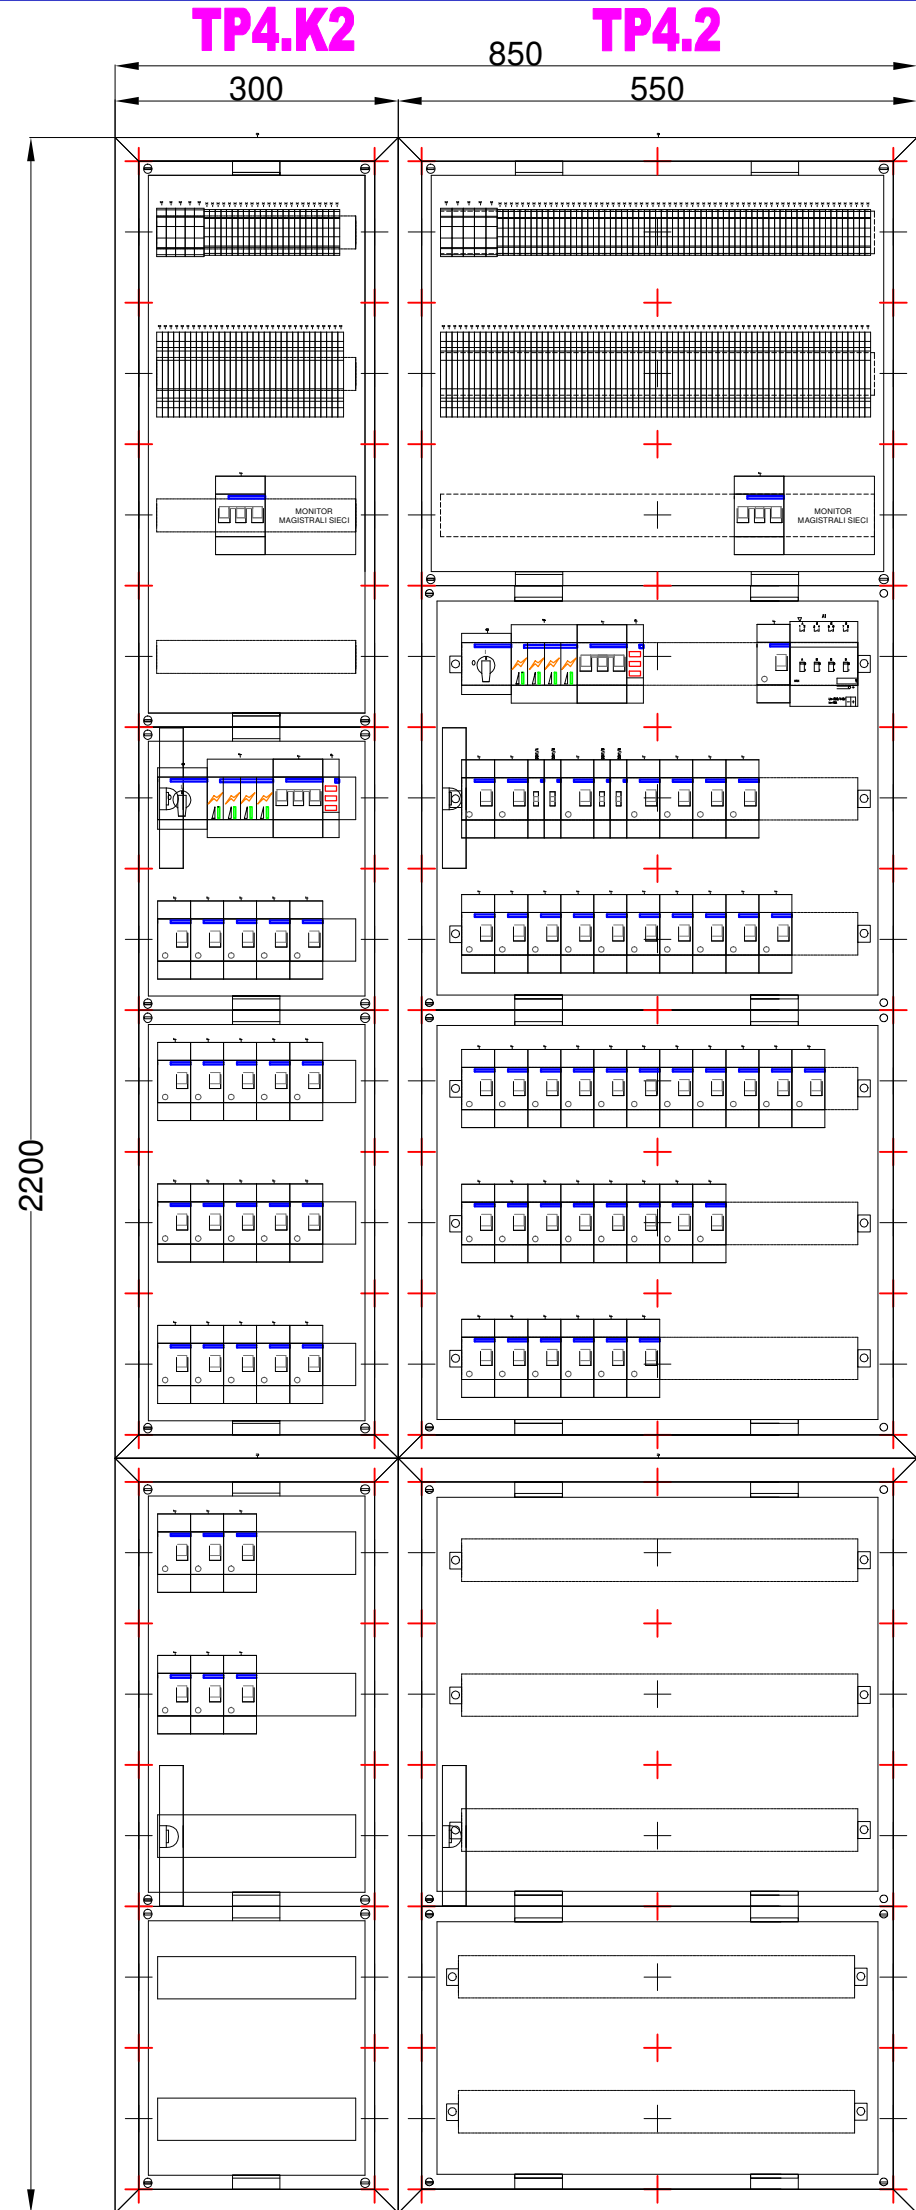 TP4.K2 TP4.2
850
300 550
MONITOR
MAGISTRALI SIECI
MONITOR
MAGISTRALI SIECI
2200